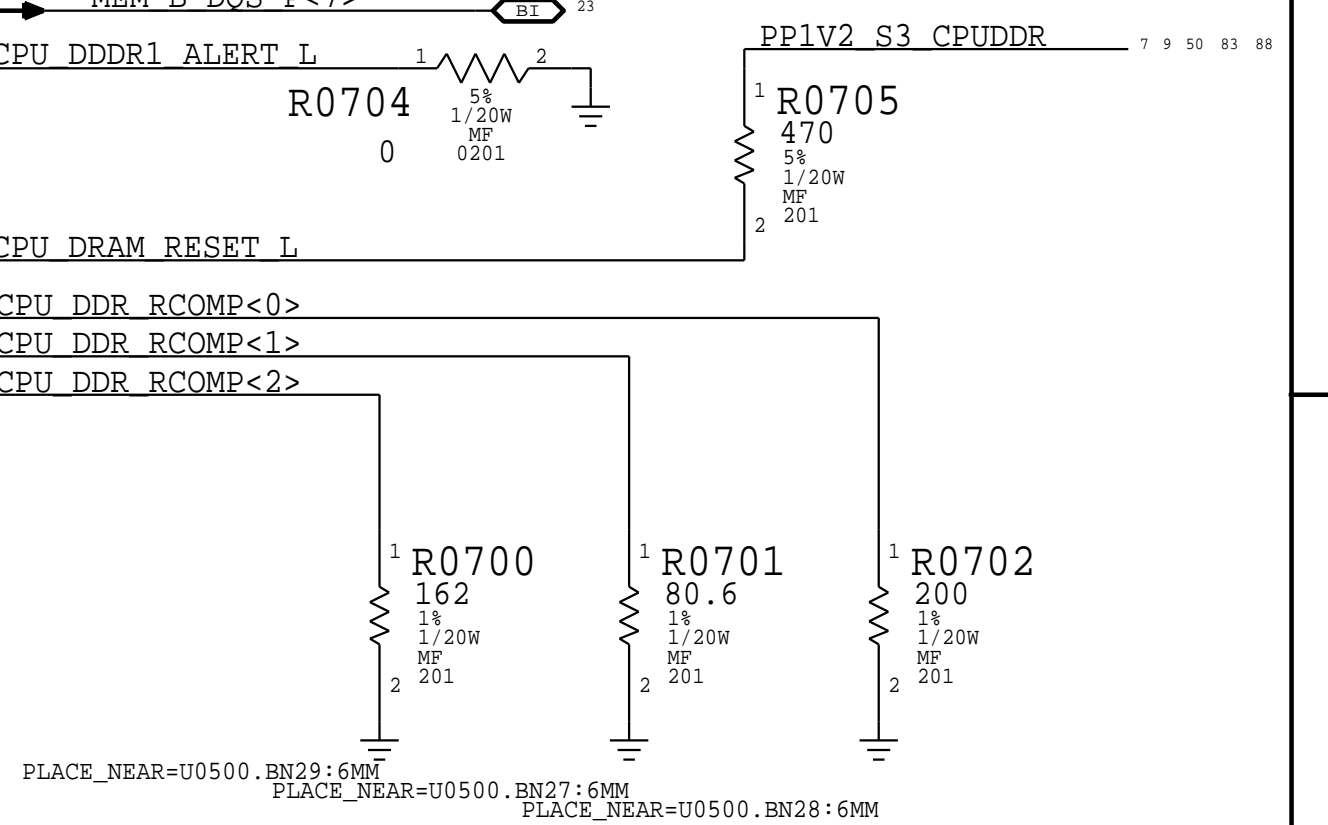 MEM_B_DQS_P<7>
BI
23
CPU_DDDR1_ALERT_L
1
2
R0704
0
5%
1/20W
MF
0201
PP1V2_S3_CPUDDR
7 9 50 83 88
1
R0705
470
5%
1/20W
MF
201
2
CPU_DRAM_RESET_L
CPU_DDR_RCOMP<0>
CPU_DDR_RCOMP<1>
CPU_DDR_RCOMP<2>
1
R0700
162
1%
1/20W
MF
201
2
1
R0701
80.6
1%
1/20W
MF
201
2
1
R0702
200
1%
1/20W
MF
201
2
PLACE_NEAR=U0500.BN29:6MM
PLACE_NEAR=U0500.BN27:6MM
PLACE_NEAR=U0500.BN28:6MM